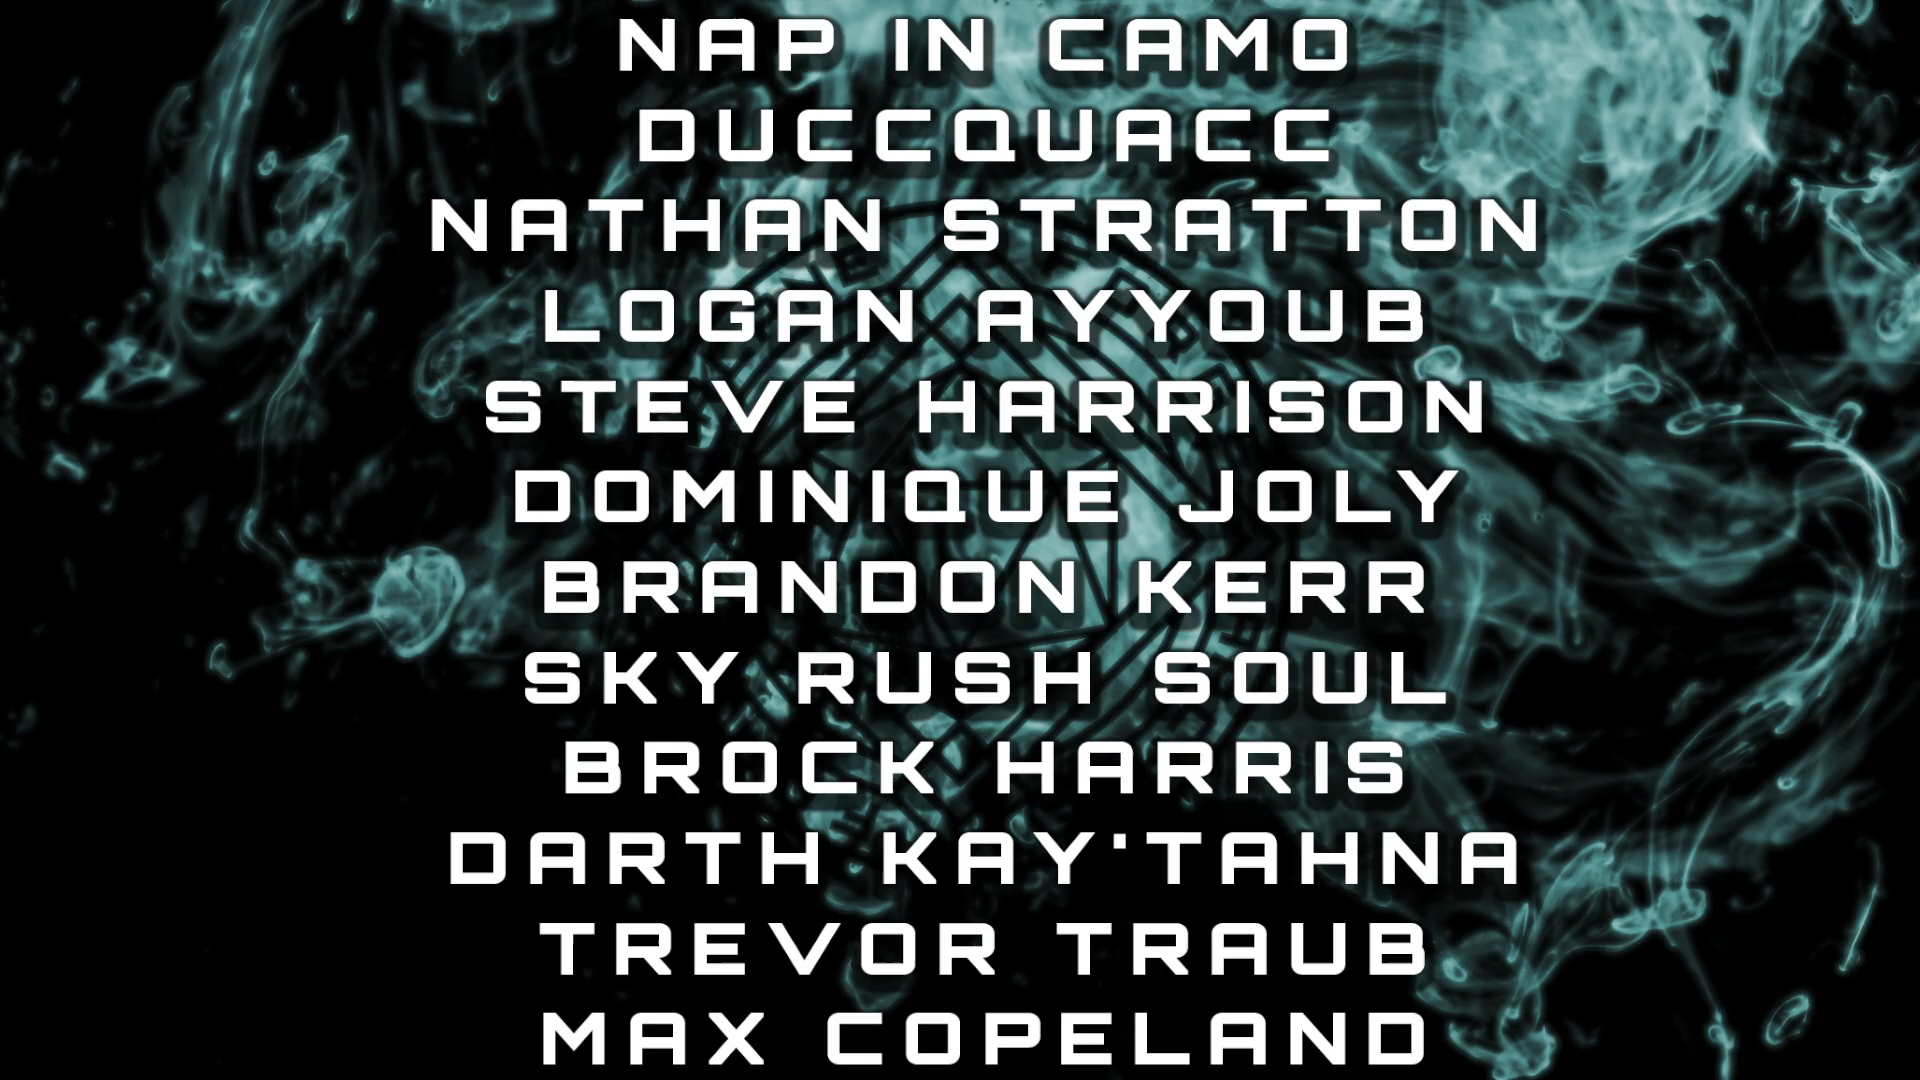 NAP IN CAMO
DUCCQUACC
NATHAN STRATTON
LOGAN AYYOUB
STEVE HARRISON
DOMINIQUE JOLY
BRANDON KERR
SKY RUSH SOUL
BROCK HARRIS
DARTH KAY'TAHNA
TREVOR TRAUB
MAX COPELAND